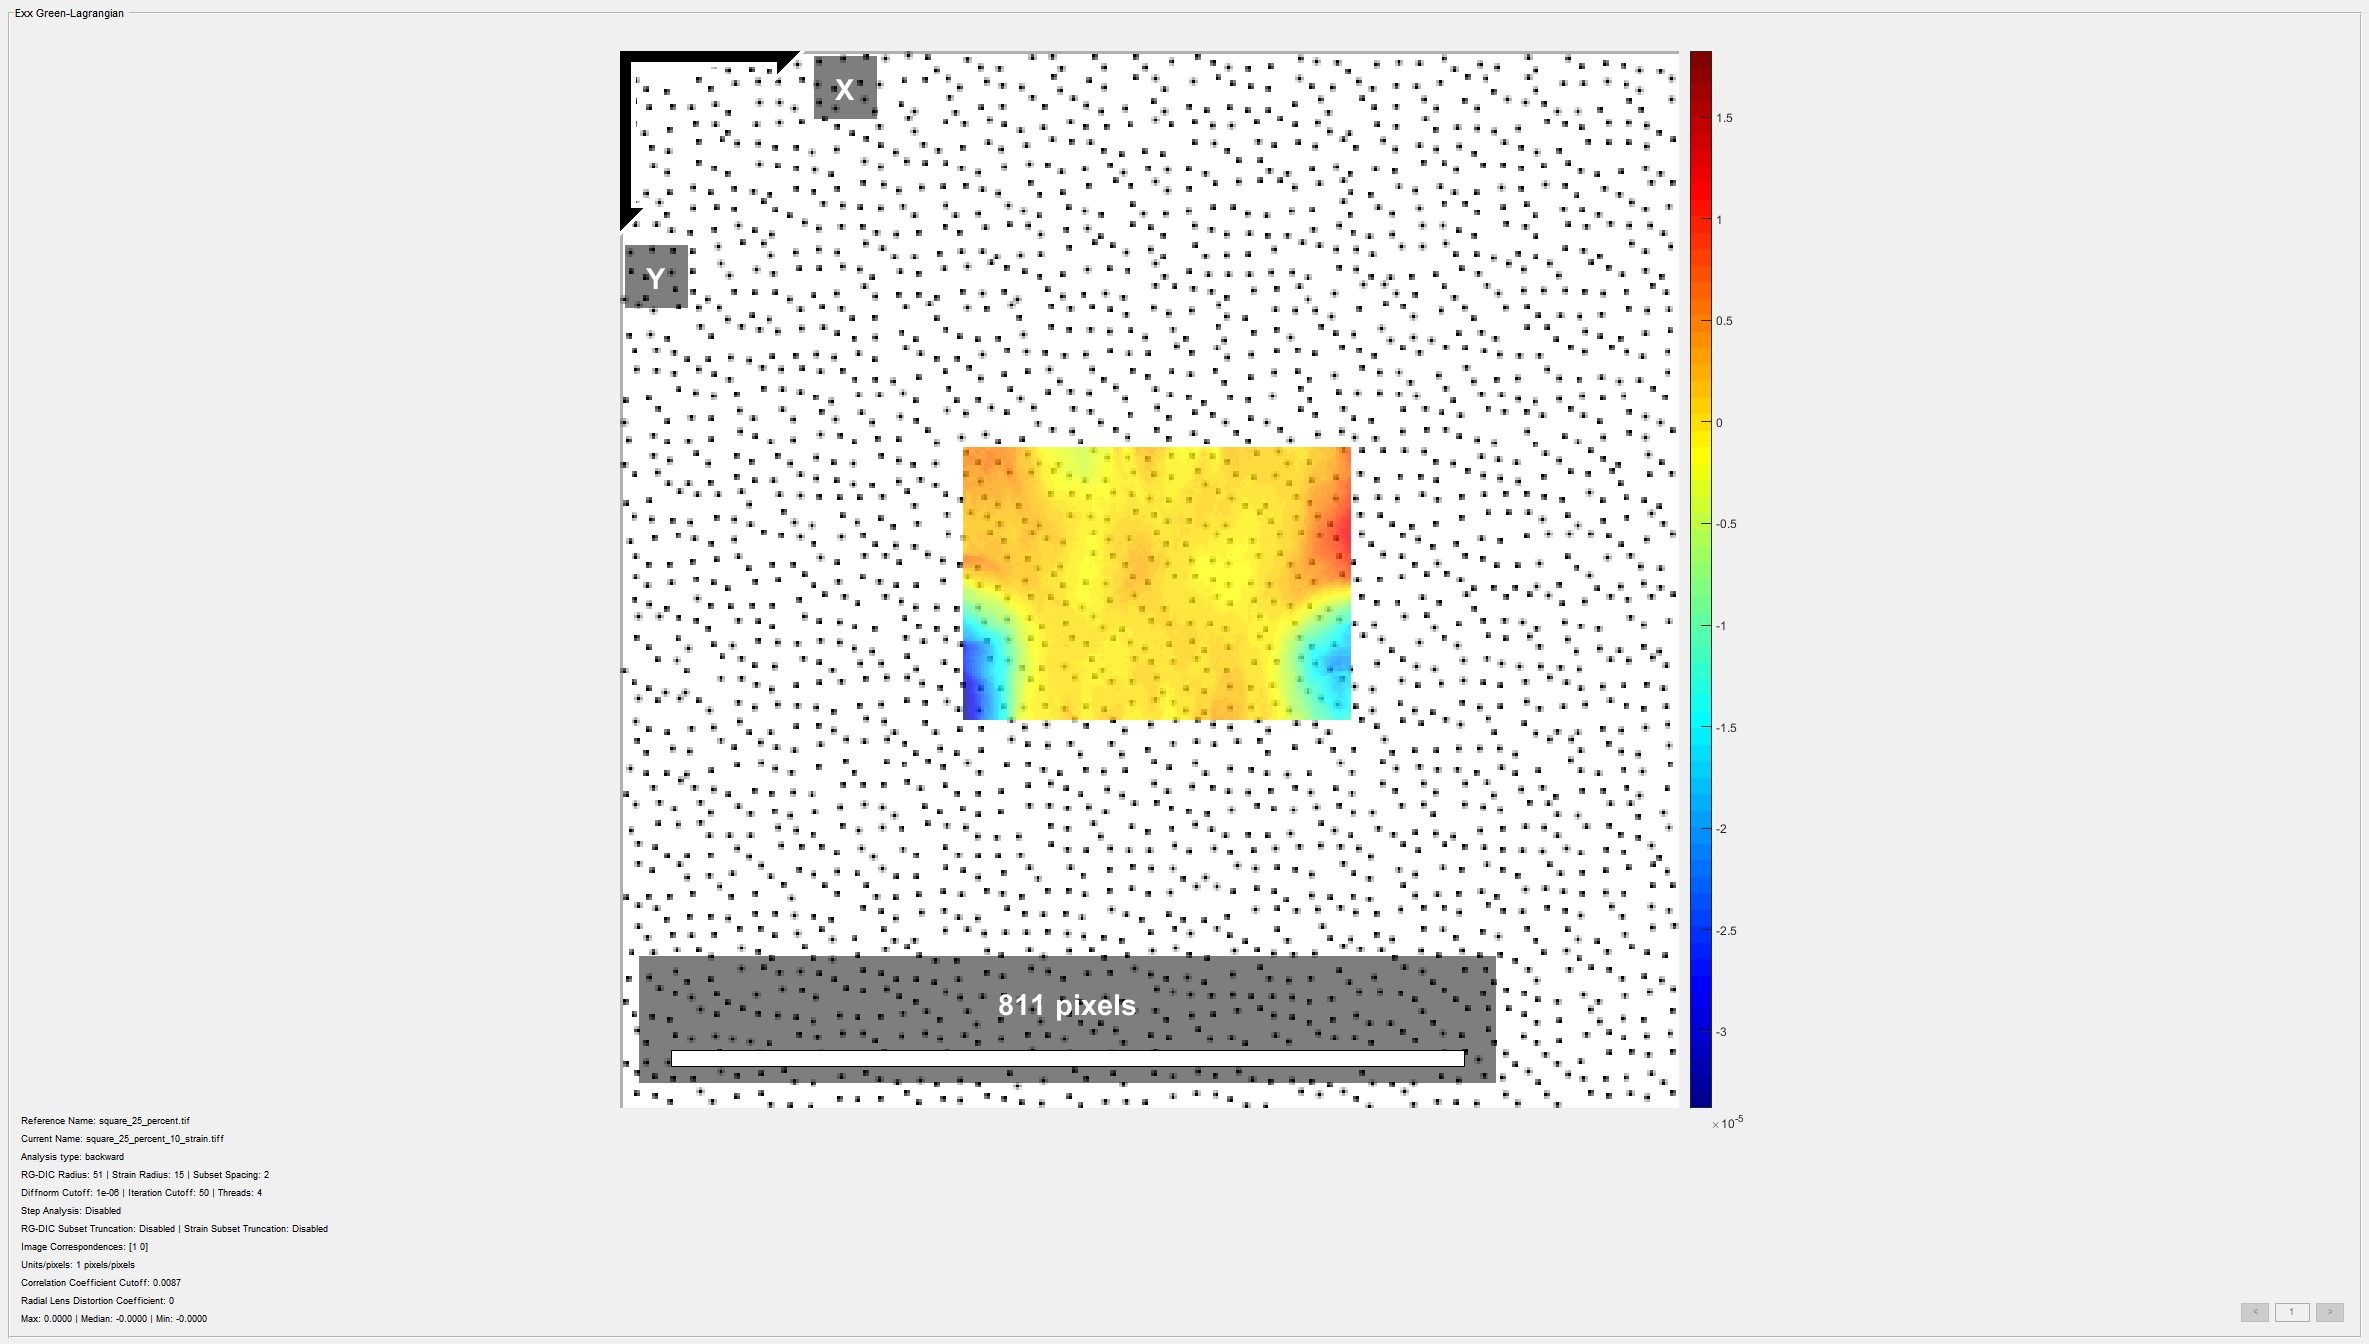 Exx Green-Lagrangian
X
Y
1.5
1
0.5
0
-0.5
-1
-1.5
-2
-2.5
-3
×10-5
811 pixels
Reference Name: square_25_percent.tif
Current Name: square_25_percent_10_strain.tiff
Analysis type: backward
RG-DIC Radius: 51 | Strain Radius: 15 | Subset Spacing: 2
Diffnorm Cutoff: 1e-06 | Iteration Cutoff: 50 | Threads: 4
Step Analysis: Disabled
RG-DIC Subset Truncation: Disabled | Strain Subset Truncation: Disabled
Image Correspondences: [1 0]
Units/pixels: 1 pixels/pixels
Correlation Coefficient Cutoff: 0.0087
Radial Lens Distortion Coefficient: 0
Max: 0.0000 | Median: -0.0000 | Min: -0.0000
< 1 >